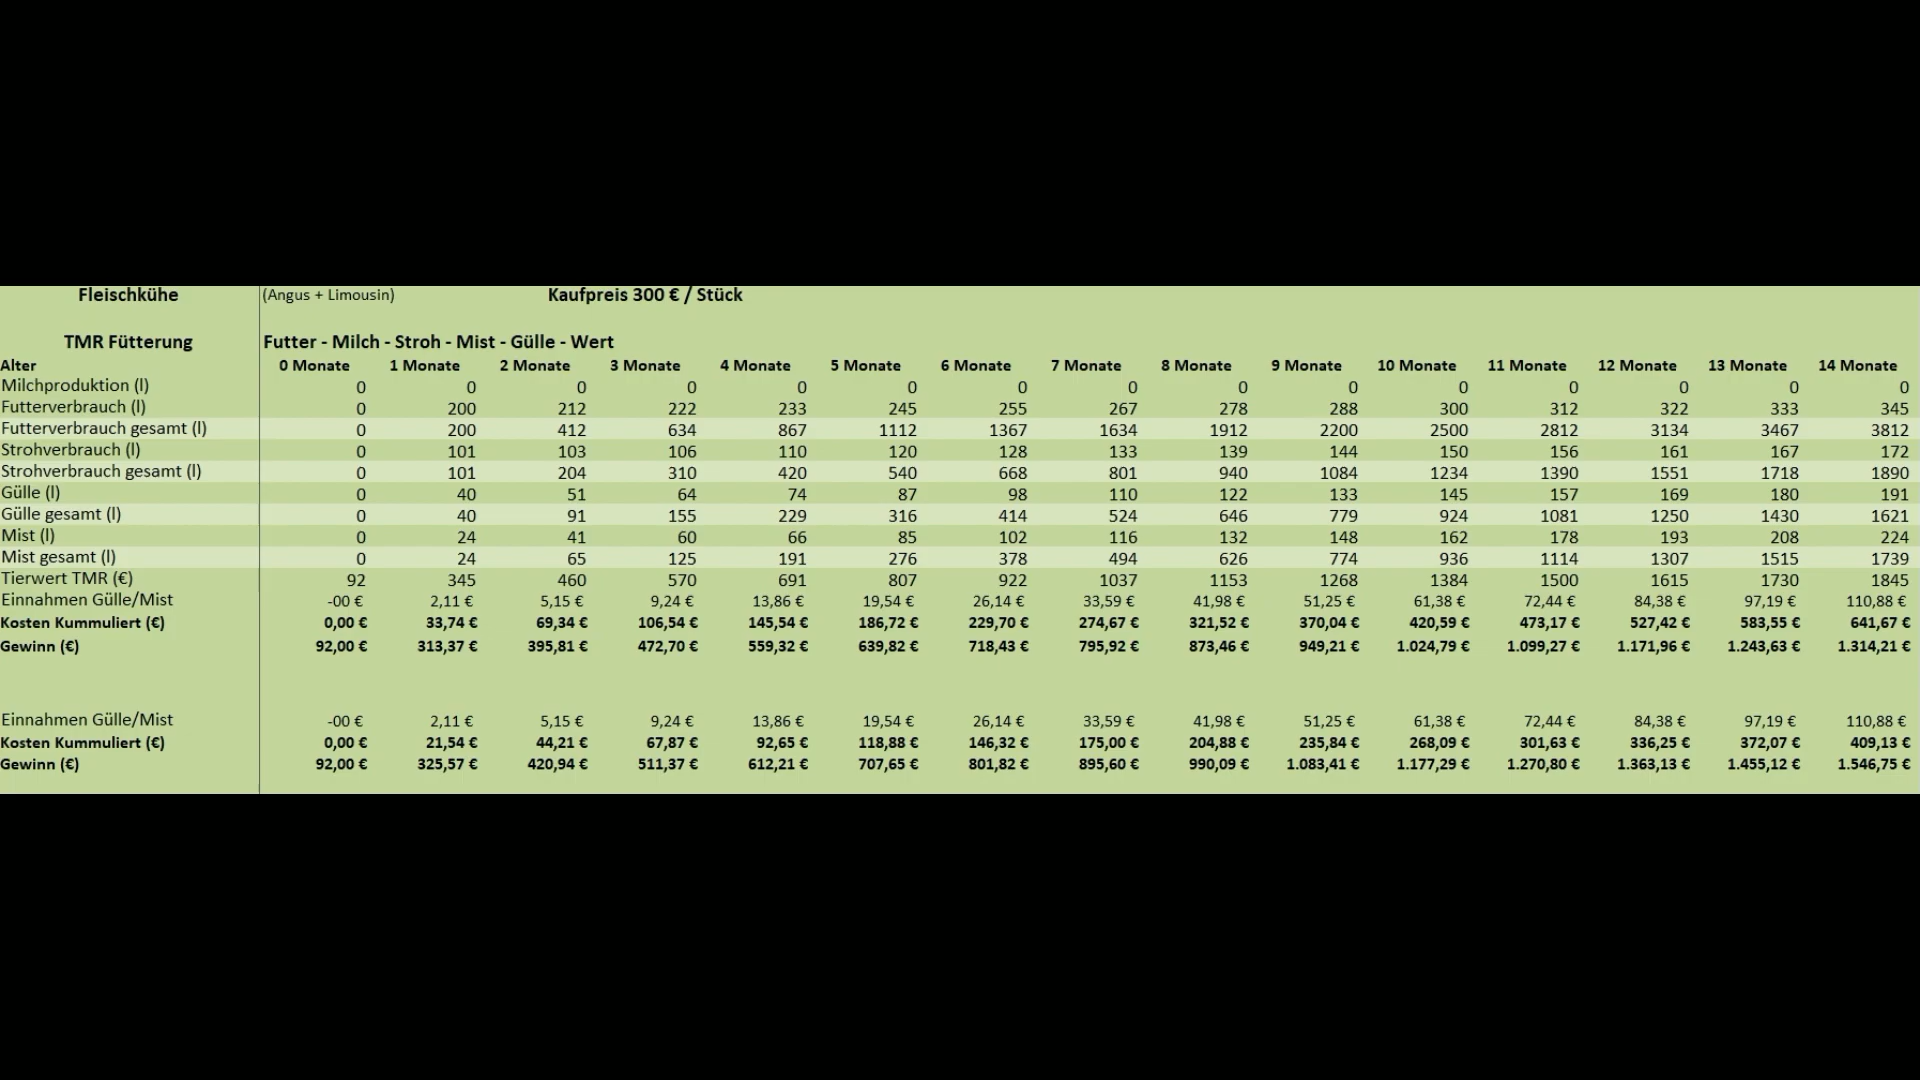 Fleischkühe (Angus + Limousin) Kaufpreis 300 € / Stück
TMR Fütterung Futter - Milch - Stroh - Mist - Gülle - Wert
Alter 0 Monate 1 Monate 2 Monate 3 Monate 4 Monate 5 Monate 6 Monate 7 Monate 8 Monate 9 Monate 10 Monate 11 Monate 12 Monate 13 Monate 14 Monate
Milchproduktion (l) 0 0 0 0 0 0 0 0 0 0 0 0 0 0 0
Futterverbrauch (l) 0 200 212 222 233 245 255 267 278 288 300 312 322 333 345
Futterverbrauch gesamt (l) 0 200 412 634 867 1112 1367 1634 1912 2200 2500 2812 3134 3467 3812
Strohverbrauch (l) 0 101 103 106 110 120 128 133 139 144 150 156 161 167 172
Strohverbrauch gesamt (l) 0 101 204 310 420 540 668 801 940 1084 1234 1390 1551 1718 1890
Gülle (l) 0 40 51 64 74 87 98 110 122 133 145 157 169 180 191
Gülle gesamt (l) 0 40 91 155 229 316 414 524 646 779 924 1081 1250 1430 1621
Mist (l) 0 24 41 60 66 85 102 116 132 148 162 178 193 208 224
Mist gesamt (l) 0 24 65 125 191 276 378 494 626 774 936 1114 1307 1515 1739
Tierwert TMR (€) 92 345 460 570 691 807 922 1037 1153 1268 1384 1500 1615 1730 1845
Einnahmen Gülle/Mist -00 € 2,11 € 5,15 € 9,24 € 13,86 € 19,54 € 26,14 € 33,59 € 41,98 € 51,25 € 61,38 € 72,44 € 84,38 € 97,19 € 110,88 €
Kosten Kummuliert (€) 0,00 € 33,74 € 69,34 € 106,54 € 145,54 € 186,72 € 229,70 € 274,67 € 321,52 € 370,04 € 420,59 € 473,17 € 527,42 € 583,55 € 641,67 €
Gewinn (€) 92,00 € 313,37 € 395,81 € 472,70 € 559,32 € 639,82 € 718,43 € 795,92 € 873,46 € 949,21 € 1.024,79 € 1.099,27 € 1.171,96 € 1.243,63 € 1.314,21 €
Einnahmen Gülle/Mist -00 € 2,11 € 5,15 € 9,24 € 13,86 € 19,54 € 26,14 € 33,59 € 41,98 € 51,25 € 61,38 € 72,44 € 84,38 € 97,19 € 110,88 €
Kosten Kummuliert (€) 0,00 € 21,54 € 44,21 € 67,87 € 92,65 € 118,88 € 146,32 € 175,00 € 204,88 € 235,84 € 268,09 € 301,63 € 336,25 € 372,07 € 409,13 €
Gewinn (€) 92,00 € 325,57 € 420,94 € 511,37 € 612,21 € 707,65 € 801,82 € 895,60 € 990,09 € 1.083,41 € 1.177,29 € 1.270,80 € 1.363,13 € 1.455,12 € 1.546,75 €